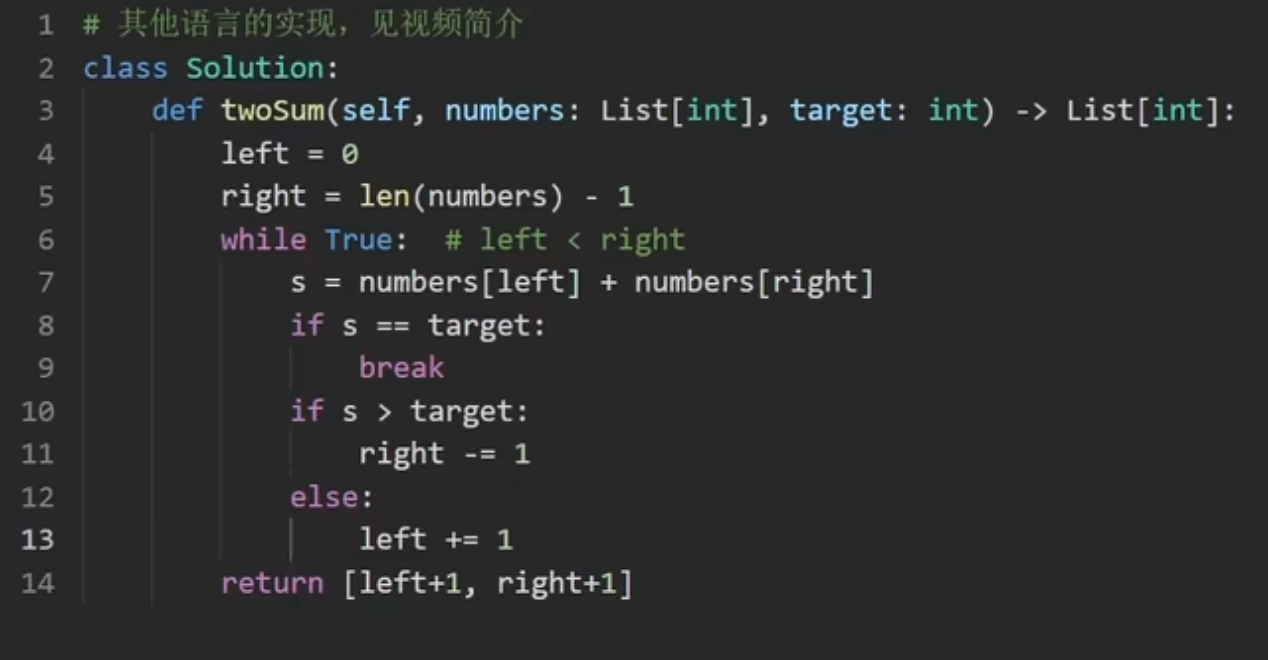 1 # 其他语言的实现，见视频简介
2 class Solution:
3     def twoSum(self, numbers: List[int], target: int) -> List[int]:
4         left = 0
5         right = len(numbers) - 1
6         while True:  # left < right
7             s = numbers[left] + numbers[right]
8             if s == target:
9                 break
10             if s > target:
11                 right -= 1
12             else:
13                 left += 1
14         return [left+1, right+1]